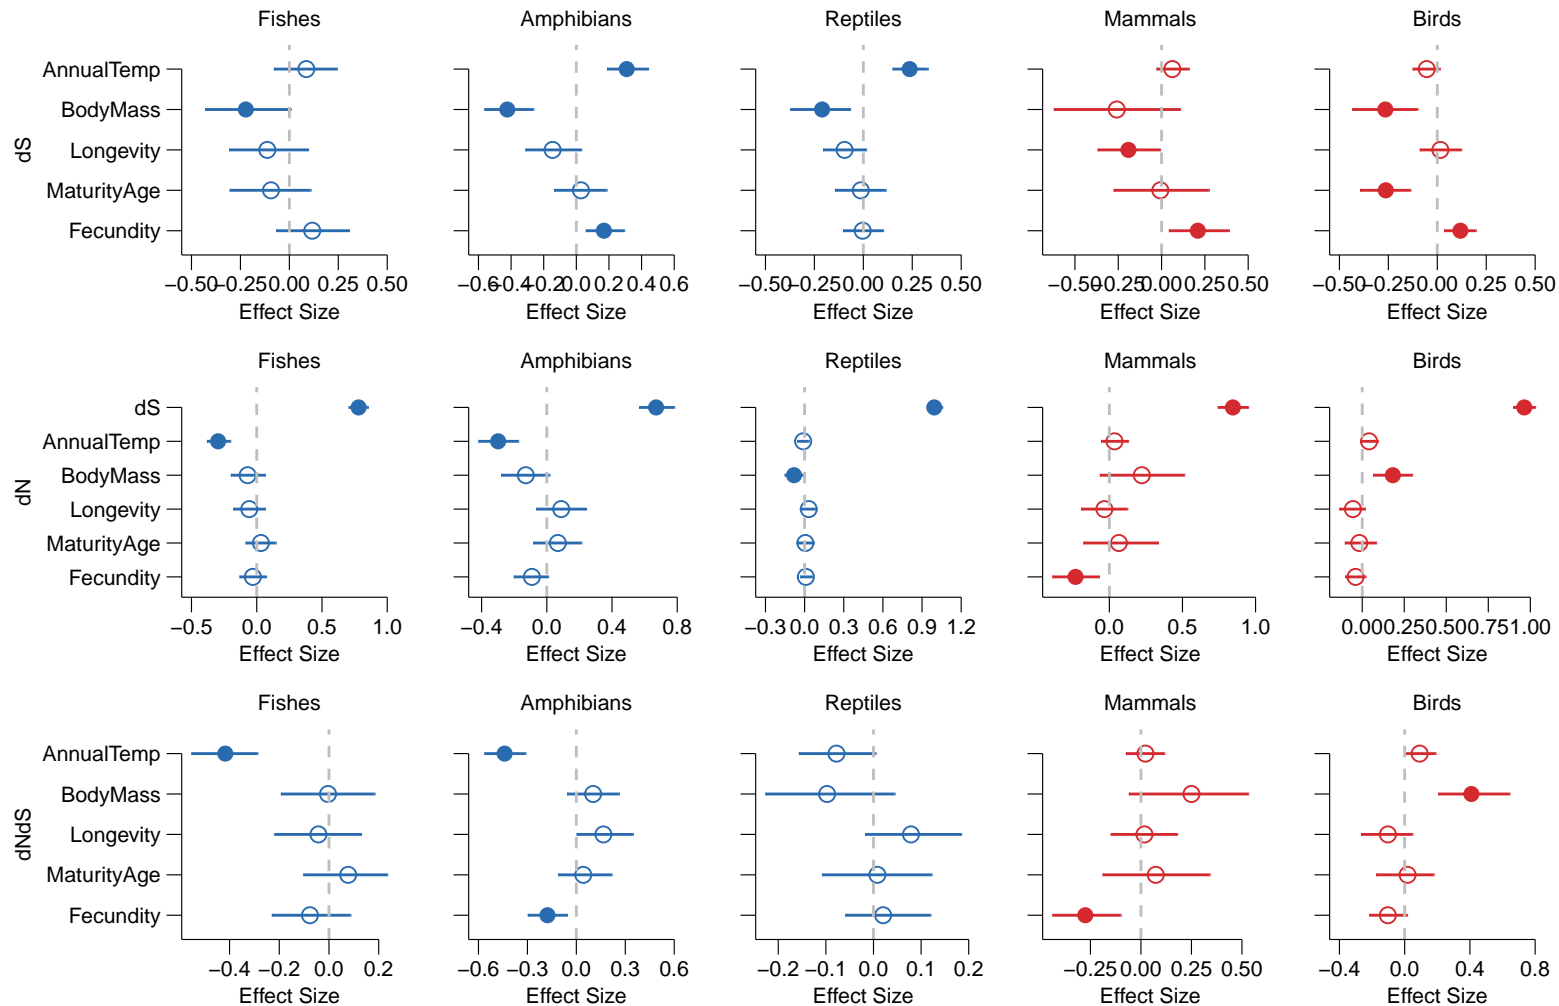 Fishes Amphibians Reptiles Mammals Birds
dS
AnnualTemp
BodyMass
Longevity
MaturityAge
Fecundity
−0.50 −0.25 0.00 0.25 0.50 −0.6 −0.4 −0.2 0.0 0.2 0.4 0.6 −0.50 −0.25 0.00 0.25 0.50 −0.50 −0.25 0.00 0.25 0.50 −0.50 −0.25 0.00 0.25 0.50
Effect Size Effect Size Effect Size Effect Size Effect Size
Fishes Amphibians Reptiles Mammals Birds
dN
dS
AnnualTemp
BodyMass
Longevity
MaturityAge
Fecundity
−0.5 0.0 0.5 1.0 −0.4 0.0 0.4 0.8 −0.3 0.0 0.3 0.6 0.9 1.2 0.0 0.5 1.0 0.00 0.25 0.50 0.75 1.00
Effect Size Effect Size Effect Size Effect Size Effect Size
Fishes Amphibians Reptiles Mammals Birds
dNdS
AnnualTemp
BodyMass
Longevity
MaturityAge
Fecundity
−0.4 −0.2 0.0 0.2 −0.6 −0.3 0.0 0.3 0.6 −0.2 −0.1 0.0 0.1 0.2 −0.25 0.00 0.25 0.50 −0.4 0.0 0.4 0.8
Effect Size Effect Size Effect Size Effect Size Effect Size